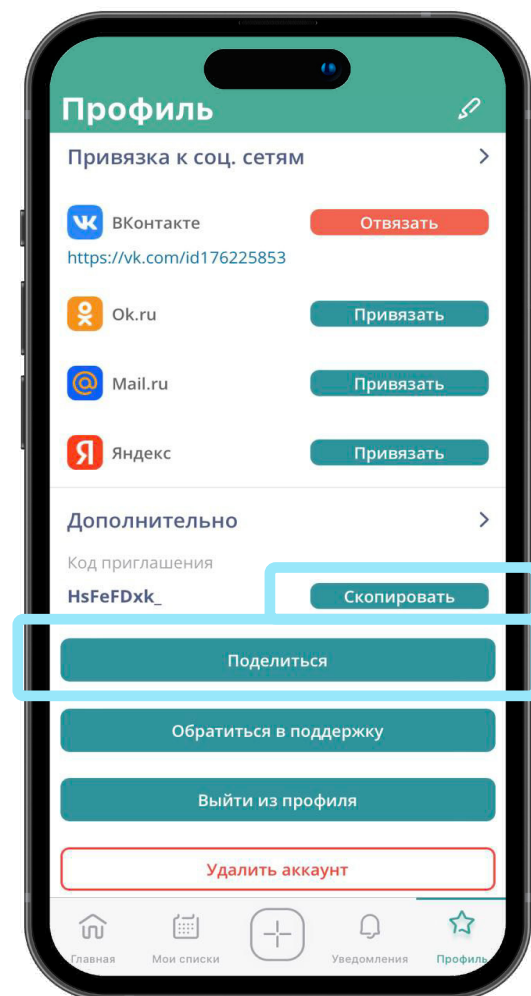 Профиль
Привязка к соц. сетям
ВКонтакте
Отвязать
https://vk.com/id176225853
Ok.ru
Привязать
Mail.ru
Привязать
Я
Яндекс
Привязать
Дополнительно
Код приглашения
HsFeFDxk_
Скопировать
Поделиться
Обратиться в поддержку
Выйти из профиля
Удалить аккаунт
Главная
Мои списки
Уведомления
Профиль